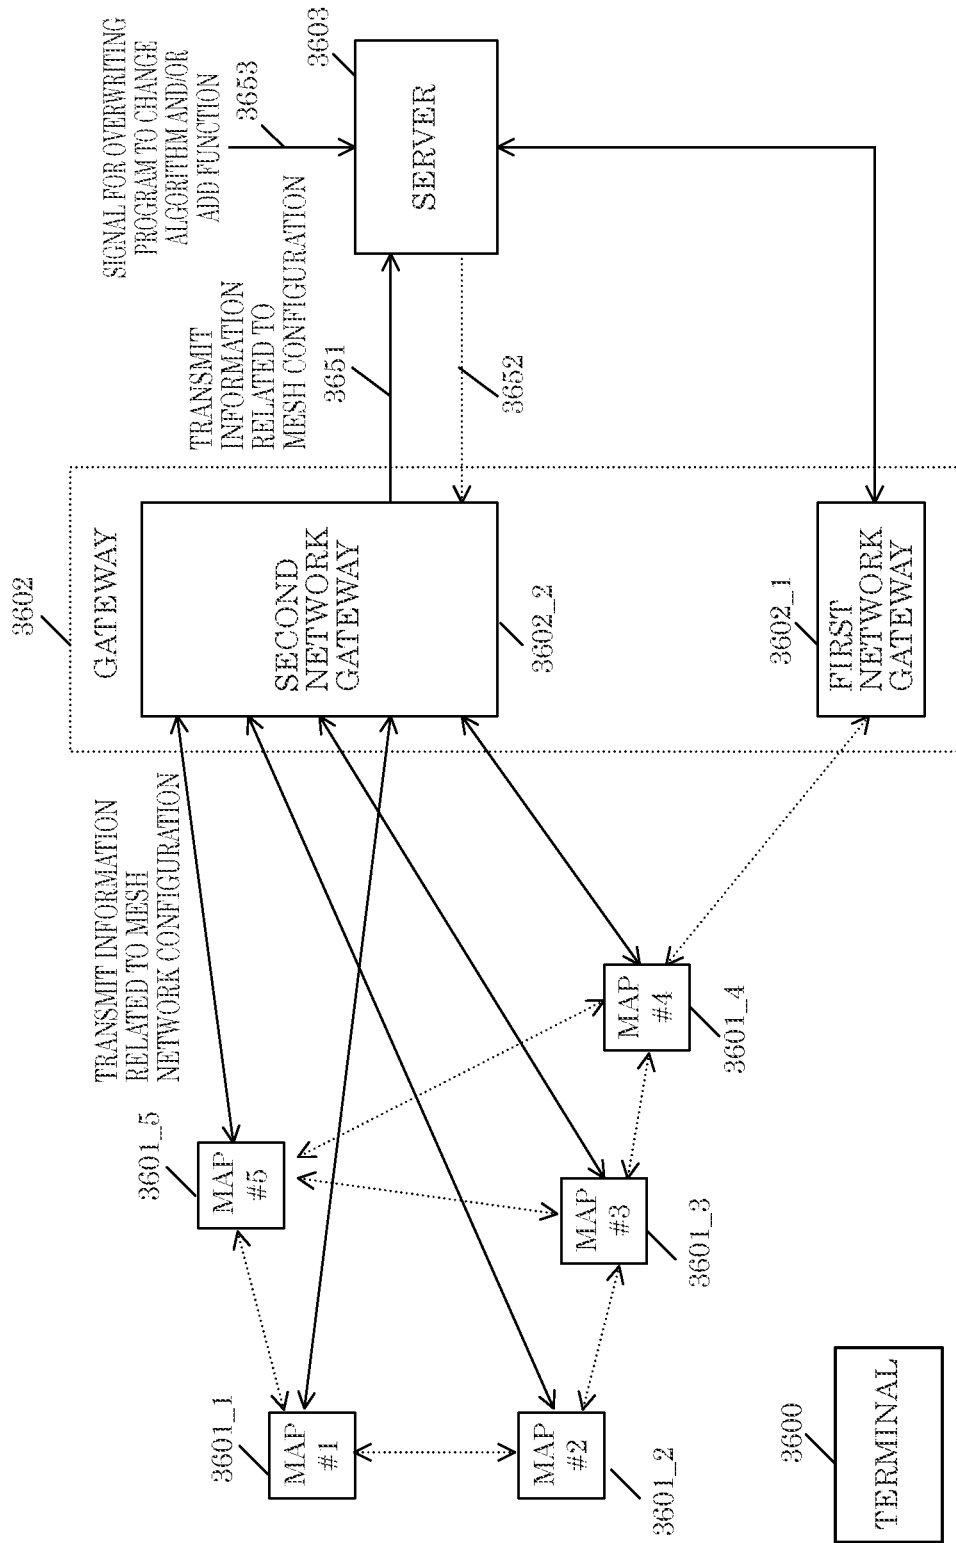 3602
GATEWAY
SIGNAL FOR OVERWRITING
PROGRAM TO CHANGE
ALGORITHM AND/OR
ADD FUNCTION
3653
3603
SERVER
TRANSMIT
INFORMATION
RELATED TO
MESH CONFIGURATION
3651
3652
SECOND
NETWORK
GATEWAY
3602_2
3602_1
FIRST
NETWORK
GATEWAY
TRANSMIT INFORMATION
RELATED TO MESH
NETWORK CONFIGURATION
3601_5
MAP
#5
3601_1
MAP
#1
MAP
#2
3601_2
MAP
#3
3601_3
MAP
#4
3601_4
3600
TERMINAL